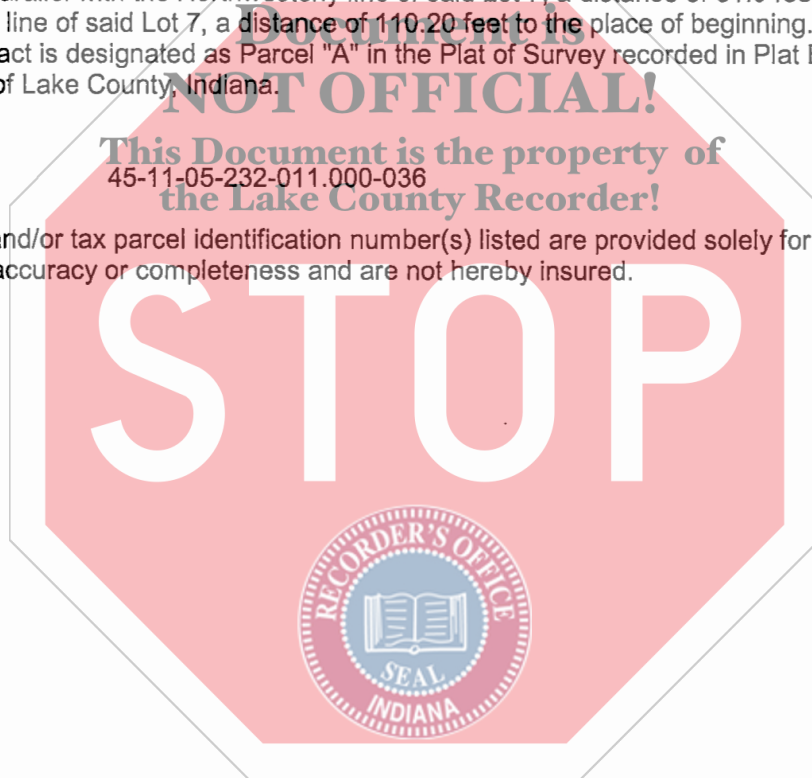 line of said Lot 7, a distance of 110.20 feet to the place of beginning.
act is designated as Parcel "A" in the Plat of Survey recorded in Plat
of Lake County, Indiana.
Document is
NOT OFFICIAL!
This Document is the property of
the Lake County Recorder!
45-11-05-232-011.000-036
and/or tax parcel identification number(s) listed are provided solely for
accuracy or completeness and are not hereby insured.
STOP
RECORDER'S OFFICE
SEAL
INDIANA